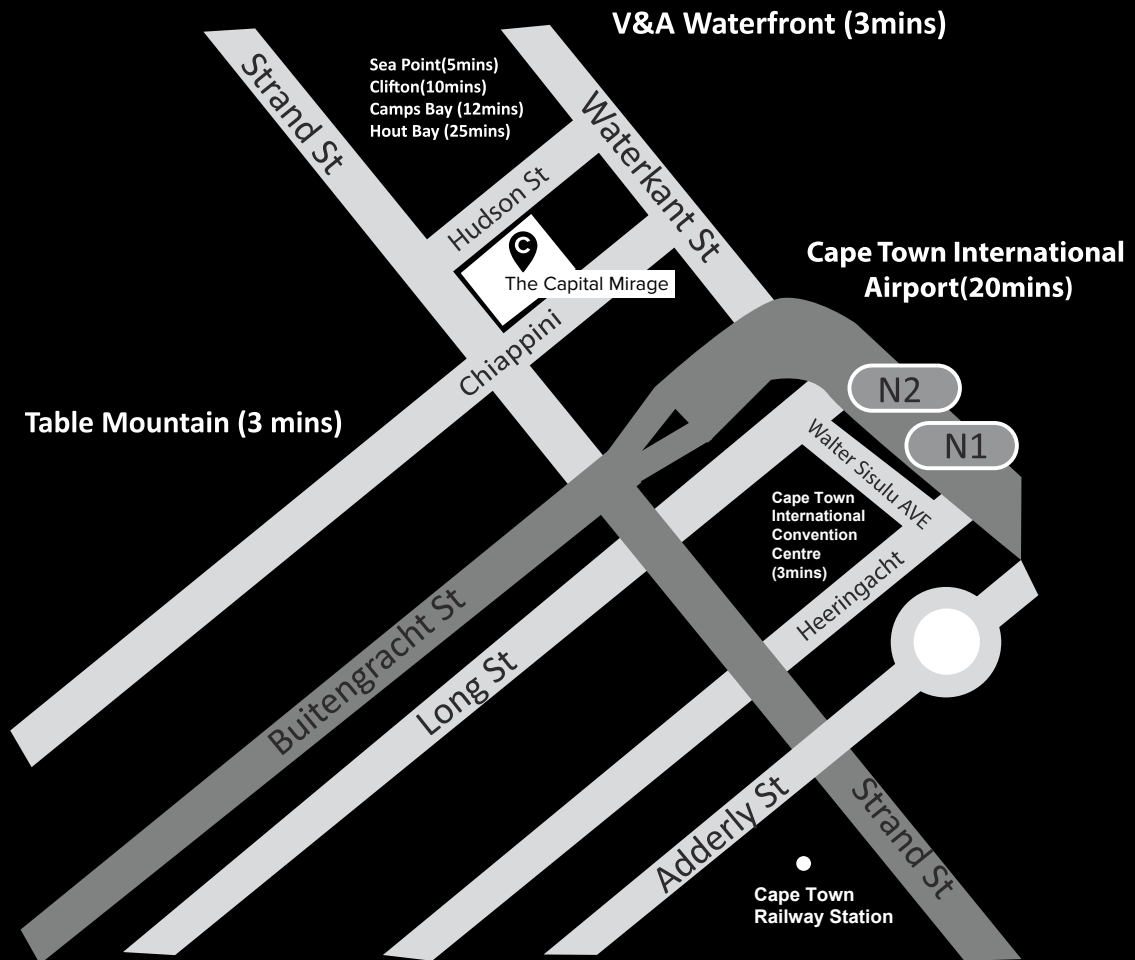 V&A Waterfront (3mins)
Strand St
Sea Point(5mins)
Clifton(10mins)
Camps Bay (12mins)
Hout Bay (25mins)
Waterkant St
Hudson St
C
The Capital Mirage
Cape Town International
Airport(20mins)
Chiappini
N2
Table Mountain (3 mins)
N1
Walter Sisulu AVE
Cape Town
International
Convention
Centre
(3mins)
Heeringacht
Buitengracht St
Long St
Adderly St
Strand St
Cape Town
Railway Station